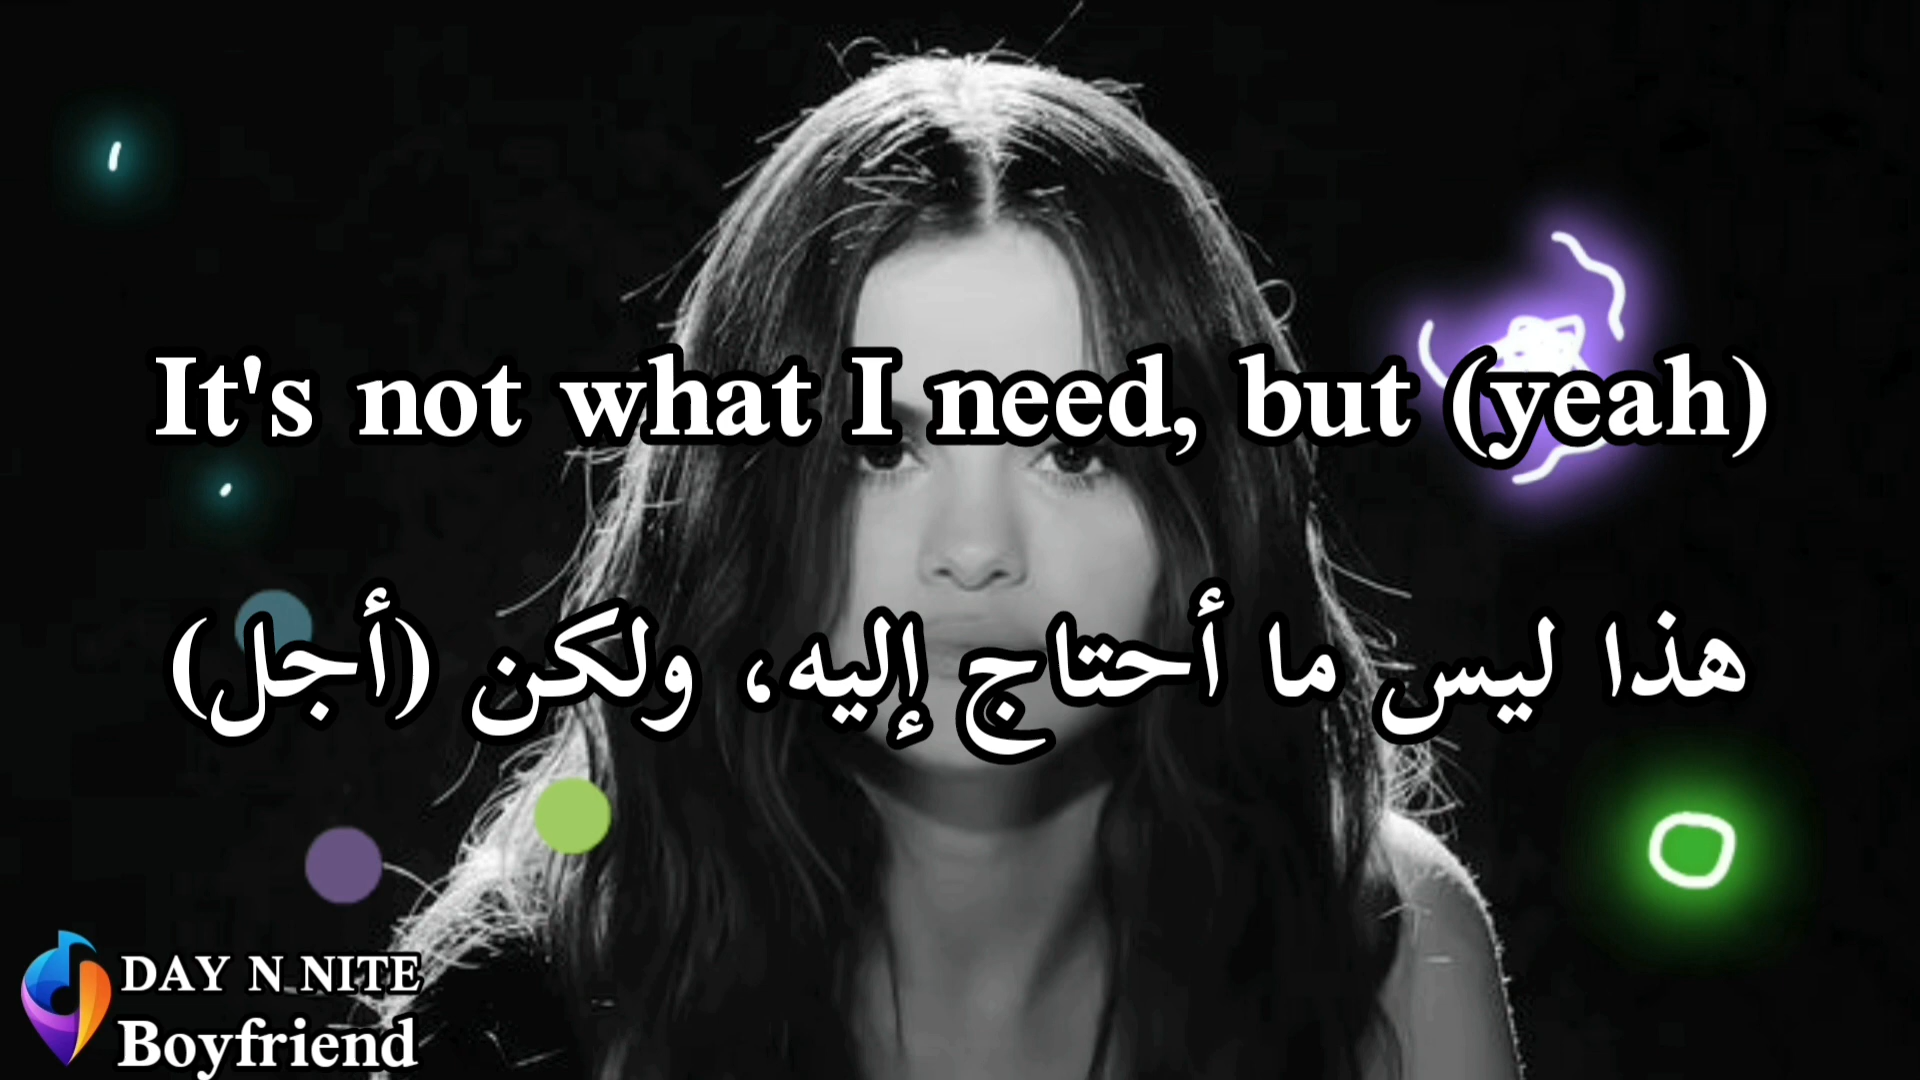 It's not what I need, but (yeah)
هذا ليس ما أحتاج إليه، ولكن (أجل)
DAY N NITE
Boyfriend